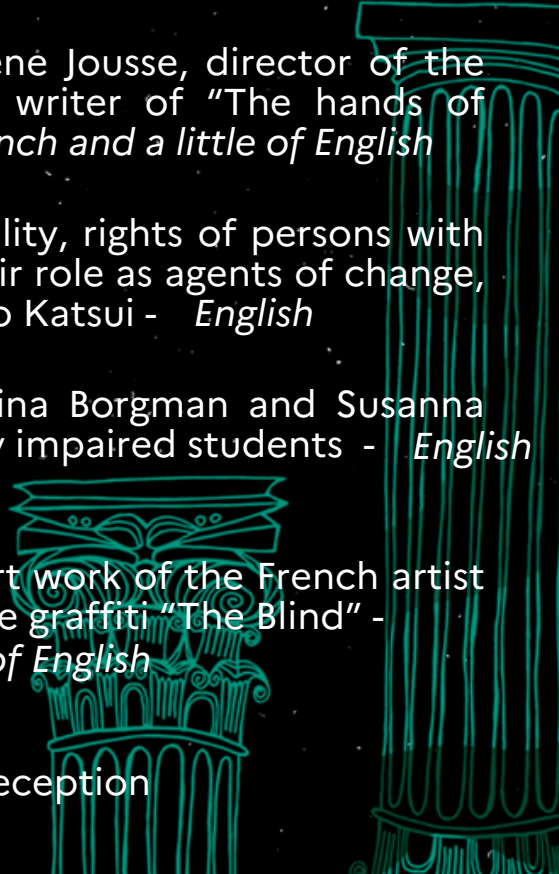 ene Jousse, director of the
writer of “The hands of
nch and a little of English
lity, rights of persons with
ir role as agents of change,
o Katsui - English
ina Borgman and Susanna
y impaired students - English
rt work of the French artist
e graffiti “The Blind” -
of English
eception